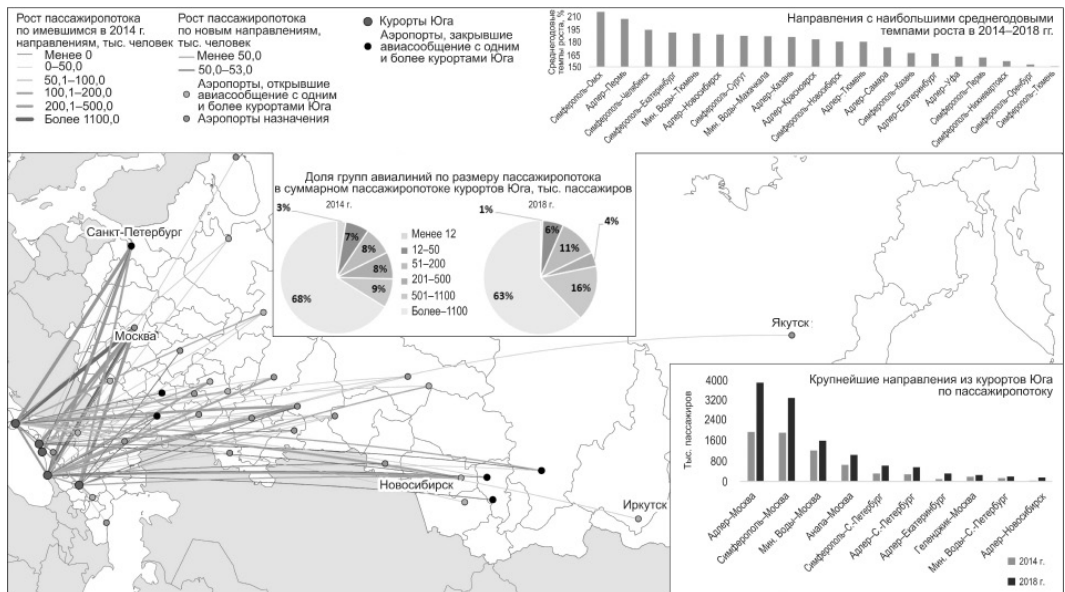 Рост пассажиропотока
по имевшимся в 2014 г.
направлениям, тыс. человек
Менее 0
0–50,0
50,1–100,0
100,1–200,0
200,1–500,0
Более 1100,0
Рост пассажиропотока
по новым направлениям,
тыс. человек
Менее 50,0
50,0–53,0
Аэропорты, открывшие
авиасообщение с одним
и более курортами Юга
Аэропорты назначения
Курорты Юга
Аэропорты, закрывшие
авиасообщение с одним
и более курортами Юга
Направления с наибольшими среднегодовыми
темпами роста в 2014–2018 гг.
Среднегодовые
темпы роста, %
210
195
180
165
150
Симферополь–Омск
Адлер–Пермь
Симферополь–Челябинск
Симферополь–Екатеринбург
Мин. Воды–Тюмень
Адлер–Новосибирск
Симферополь–Сургут
Мин. Воды–Махачкала
Адлер–Казань
Адлер–Красноярск
Симферополь–Новосибирск
Адлер–Тюмень
Адлер–Самара
Симферополь–Казань
Адлер–Екатеринбург
Адлер–Уфа
Симферополь–Пермь
Симферополь–Нижневартовск
Симферополь–Оренбург
Симферополь–Тюмень
Доля групп авиалиний по размеру пассажиропотока
в суммарном пассажиропотоке курортов Юга, тыс. пассажиров
2014 г.
3%
7%
8%
8%
9%
68%
Менее 12
12–50
51–200
201–500
501–1100
Более–1100
2018 г.
1%
6%
11%
4%
16%
63%
Санкт-Петербург
Москва
Якутск
Новосибирск
Иркутск
Крупнейшие направления из курортов Юга
по пассажиропотоку
Тыс. пассажиров
4000
3200
2400
1600
800
0
Адлер–Москва
Симферополь–Москва
Мин. Воды–Москва
Анапа–Москва
Симферополь–С.-Петербург
Адлер–С.-Петербург
Адлер–Екатеринбург
Геленджик–Москва
Мин. Воды–С.-Петербург
Адлер–Новосибирск
2014 г.
2018 г.